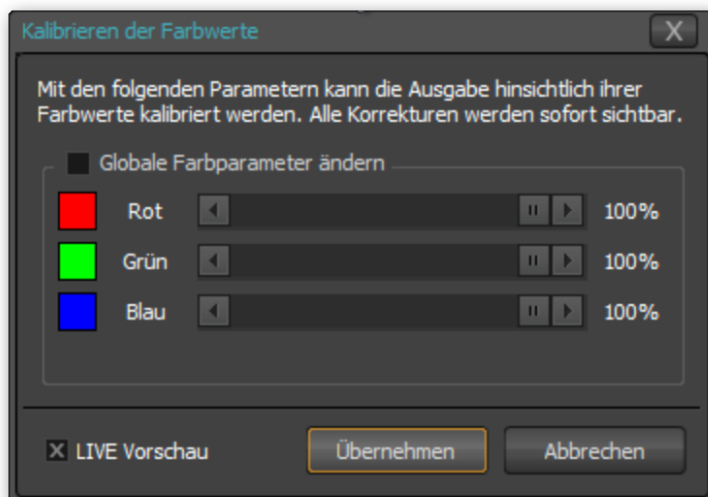 Kalibrieren der Farbwerte
X
Mit den folgenden Parametern kann die Ausgabe hinsichtlich ihrer
Farbwerte kalibriert werden. Alle Korrekturen werden sofort sichtbar.
Globale Farbparameter ändern
Rot 100%
Grün 100%
Blau 100%
LIVE Vorschau Übernehmen Abbrechen